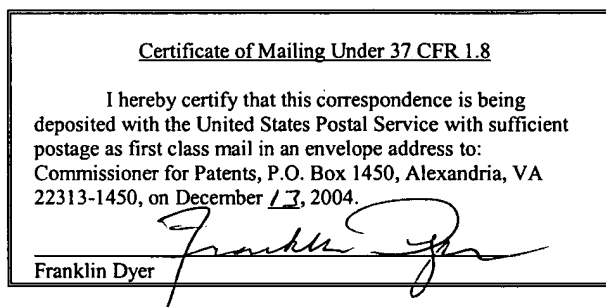 Certificate of Mailing Under 37 CFR 1.8
I hereby certify that this correspondence is being
deposited with the United States Postal Service with sufficient
postage as first class mail in an envelope address to:
Commissioner for Patents, P.O. Box 1450, Alexandria, VA
22313-1450, on December 13, 2004.
Franklin Dyer
Franklin Dyer